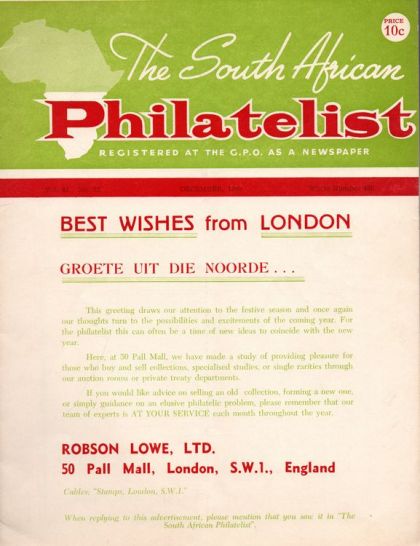 PRICE
10c
The South African
Philatelist
REGISTERED AT THE G.P.O. AS A NEWSPAPER
DECEMBER,
Whole Number
BEST WISHES from LONDON
GROETE UIT DIE NOORDE . . .
This greeting draws our attention to the festive season and once again
our thoughts turn to the possibilities and excitements of the coming year. For
the philatelist this can often be a time of new ideas to coincide with the new
year.
Here, at 50 Pall Mall, we have made a study of providing pleasure for
those who buy and sell collections, specialised studies, or single rarities through
our auction rooms or private treaty departments.
If you would like advice on selling an old collection, forming a new one,
or simply guidance on an elusive philatelic problem, please remember that our
team of experts is AT YOUR SERVICE each month throughout the year.
ROBSON LOWE, LTD.
50 Pall Mall, London, S.W.1., England
Cables: "Stamps, London, S.W.1."
When replying to this advertisement, please mention that you saw it in "The
South African Philatelist".